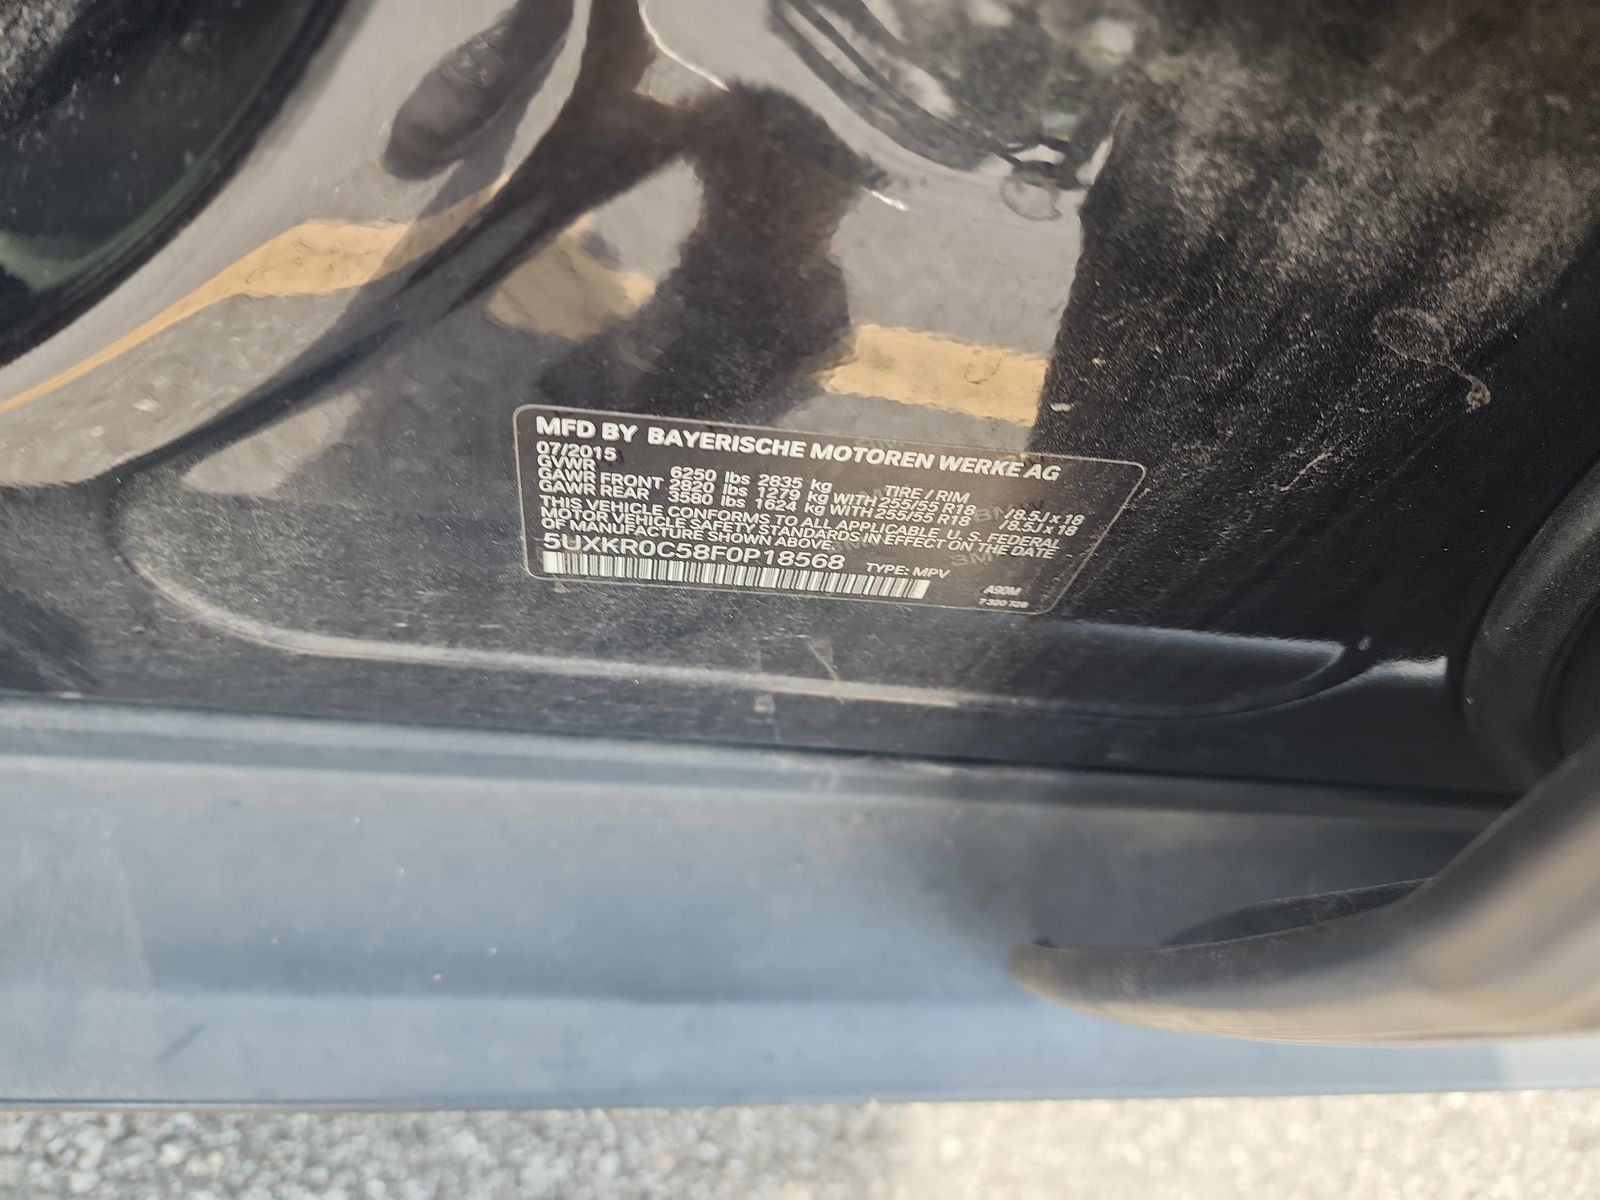 MFD BY BAYERISCHE MOTOREN WERKE AG
07/2015
GVWR 6250 lbs 2835 kg TIRE / RIM
GAWR FRONT 2820 lbs 1279 kg WITH 255/55 R18 /8.5J x 18
GAWR REAR 3580 lbs 1624 kg WITH 255/55 R18 /8.5J x 18
THIS VEHICLE CONFORMS TO ALL APPLICABLE U. S. FEDERAL
MOTOR VEHICLE SAFETY STANDARDS IN EFFECT ON THE DATE
OF MANUFACTURE SHOWN ABOVE.
5UXKR0C58F0P18568 TYPE: MPV
A90M
7 320 729